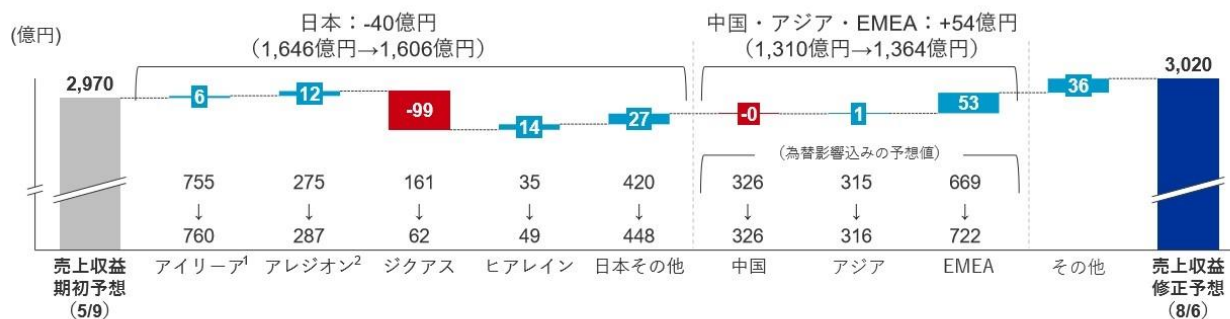 (億円)
日本：-40億円
(1,646億円→1,606億円)
中国・アジア・EMEA：+54億円
(1,310億円→1,364億円)
2,970
6
12
-99
14
27
-0
1
53
36
3,020
(為替影響込みの予想値)
755
275
161
35
420
326
315
669
↓
↓
↓
↓
↓
↓
↓
↓
760
287
62
49
448
326
316
722
売上収益
期初予想
(5/9)
アイリーア1
アレジオン2
ジクアス
ヒアレイン
日本その他
中国
アジア
EMEA
その他
売上収益
修正予想
(8/6)